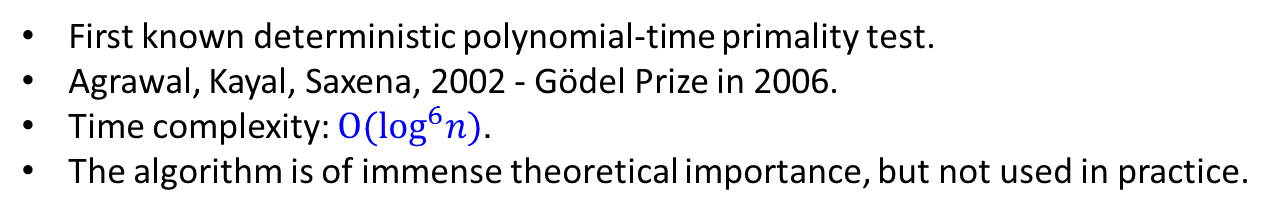 • First known deterministic polynomial-time primality test.
• Agrawal, Kayal, Saxena, 2002 - Gödel Prize in 2006.
• Time complexity: O(log⁶n).
• The algorithm is of immense theoretical importance, but not used in practice.